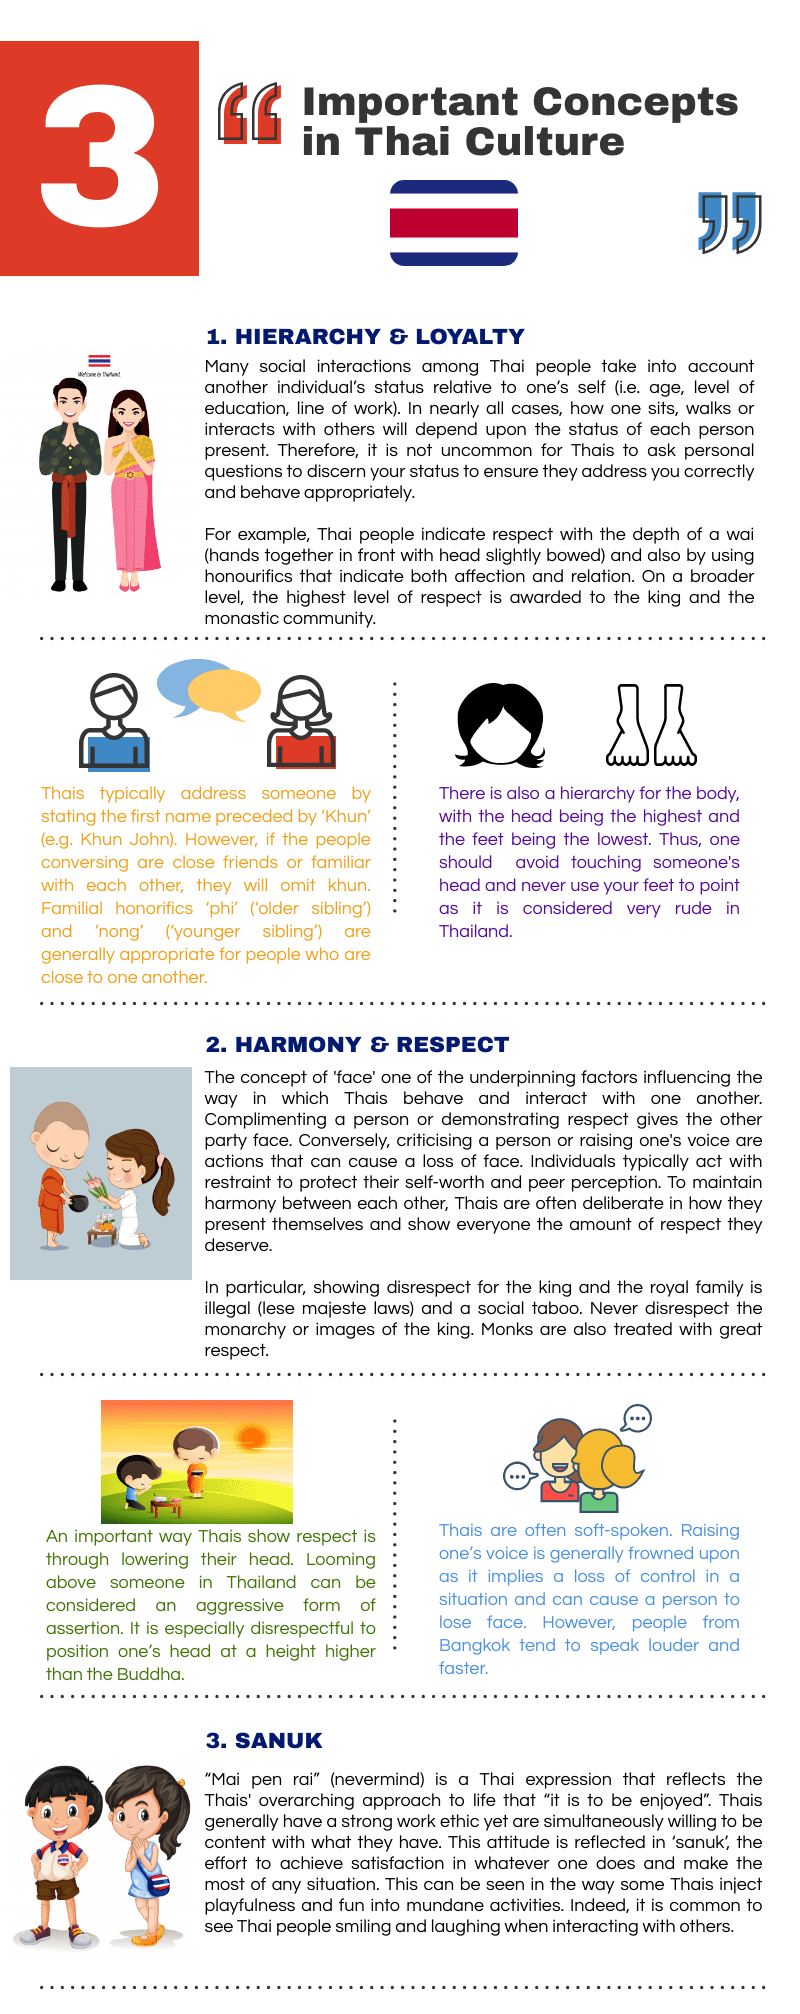 3
Important Concepts
in Thai Culture
1. HIERARCHY & LOYALTY
Welcome to Thailand.
Many social interactions among Thai people take into account
another individual's status relative to one's self (i.e. age, level of
education, line of work). In nearly all cases, how one sits, walks or
interacts with others will depend upon the status of each person
present. Therefore, it is not uncommon for Thais to ask personal
questions to discern your status to ensure they address you correctly
and behave appropriately.
For example, Thai people indicate respect with the depth of a wai
(hands together in front with head slightly bowed) and also by using
honourifics that indicate both affection and relation. On a broader
level, the highest level of respect is awarded to the king and the
monastic community.
Thais typically address someone by
stating the first name preceded by ‘Khun’
(e.g. Khun John). However, if the people
conversing are close friends or familiar
with each other, they will omit khun.
Familial honorifics ‘phi’ (‘older sibling’)
and ‘nong’ (‘younger sibling’) are
generally appropriate for people who are
close to one another.
There is also a hierarchy for the body,
with the head being the highest and
the feet being the lowest. Thus, one
should avoid touching someone's
head and never use your feet to point
as it is considered very rude in
Thailand.
2. HARMONY & RESPECT
The concept of 'face' one of the underpinning factors influencing the
way in which Thais behave and interact with one another.
Complimenting a person or demonstrating respect gives the other
party face. Conversely, criticising a person or raising one's voice are
actions that can cause a loss of face. Individuals typically act with
restraint to protect their self-worth and peer perception. To maintain
harmony between each other, Thais are often deliberate in how they
present themselves and show everyone the amount of respect they
deserve.
In particular, showing disrespect for the king and the royal family is
illegal (lese majeste laws) and a social taboo. Never disrespect the
monarchy or images of the king. Monks are also treated with great
respect.
An important way Thais show respect is
through lowering their head. Looming
above someone in Thailand can be
considered an aggressive form of
assertion. It is especially disrespectful to
position one's head at a height higher
than the Buddha.
Thais are often soft-spoken. Raising
one's voice is generally frowned upon
as it implies a loss of control in a
situation and can cause a person to
lose face. However, people from
Bangkok tend to speak louder and
faster.
3. SANUK
“Mai pen rai” (nevermind) is a Thai expression that reflects the
Thais' overarching approach to life that “it is to be enjoyed”. Thais
generally have a strong work ethic yet are simultaneously willing to be
content with what they have. This attitude is reflected in ‘sanuk’, the
effort to achieve satisfaction in whatever one does and make the
most of any situation. This can be seen in the way some Thais inject
playfulness and fun into mundane activities. Indeed, it is common to
see Thai people smiling and laughing when interacting with others.